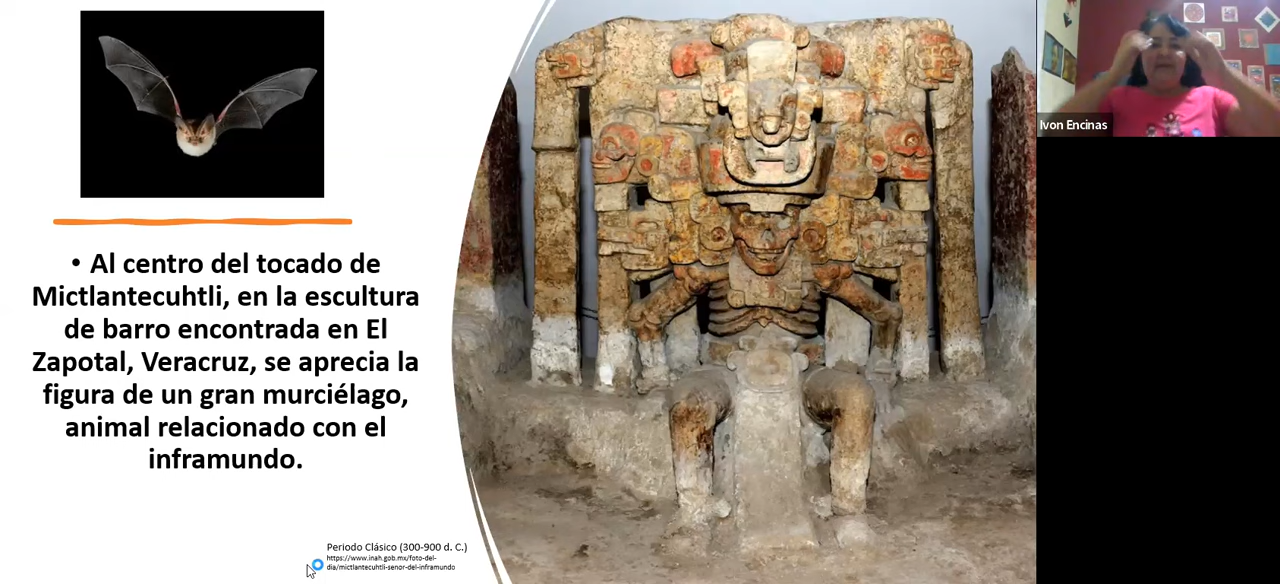 • Al centro del tocado de
Mictlantecuhtli, en la escultura
de barro encontrada en El
Zapotal, Veracruz, se aprecia la
figura de un gran murciélago,
animal relacionado con el
inframundo.
Periodo Clásico (300-900 d. C.)
https://www.inah.gob.mx/foto-del-
dia/mictlantecuhtli-senor-del-inframundo
Ivon Encinas